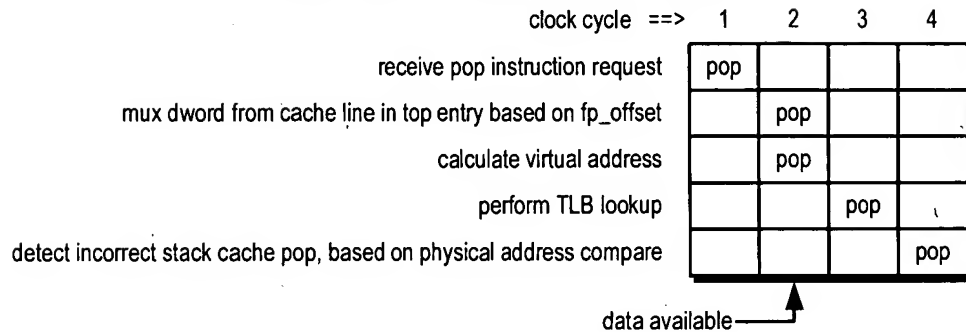 clock cycle ==> 1 2 3 4
receive pop instruction request pop
mux dword from cache line in top entry based on fp_offset pop
calculate virtual address pop
perform TLB lookup pop
detect incorrect stack cache pop, based on physical address compare pop
data available